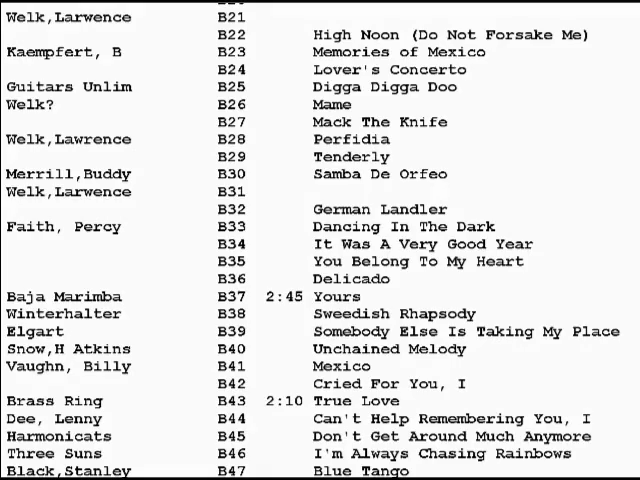 Welk,Larwence B21
B22 High Noon (Do Not Forsake Me)
Kaempfert, B B23 Memories of Mexico
B24 Lover's Concerto
Guitars Unlim B25 Digga Digga Doo
Welk? B26 Mame
B27 Mack The Knife
Welk,Lawrence B28 Perfidia
B29 Tenderly
Merrill,Buddy B30 Samba De Orfeo
Welk,Larwence B31
B32 German Landler
Faith, Percy B33 Dancing In The Dark
B34 It Was A Very Good Year
B35 You Belong To My Heart
B36 Delicado
Baja Marimba B37 2:45 Yours
Winterhalter B38 Sweedish Rhapsody
Elgart B39 Somebody Else Is Taking My Place
Snow,H Atkins B40 Unchained Melody
Vaughn, Billy B41 Mexico
B42 Cried For You, I
Brass Ring B43 2:10 True Love
Dee, Lenny B44 Can't Help Remembering You, I
Harmonicats B45 Don't Get Around Much Anymore
Three Suns B46 I'm Always Chasing Rainbows
Black,Stanley B47 Blue Tango